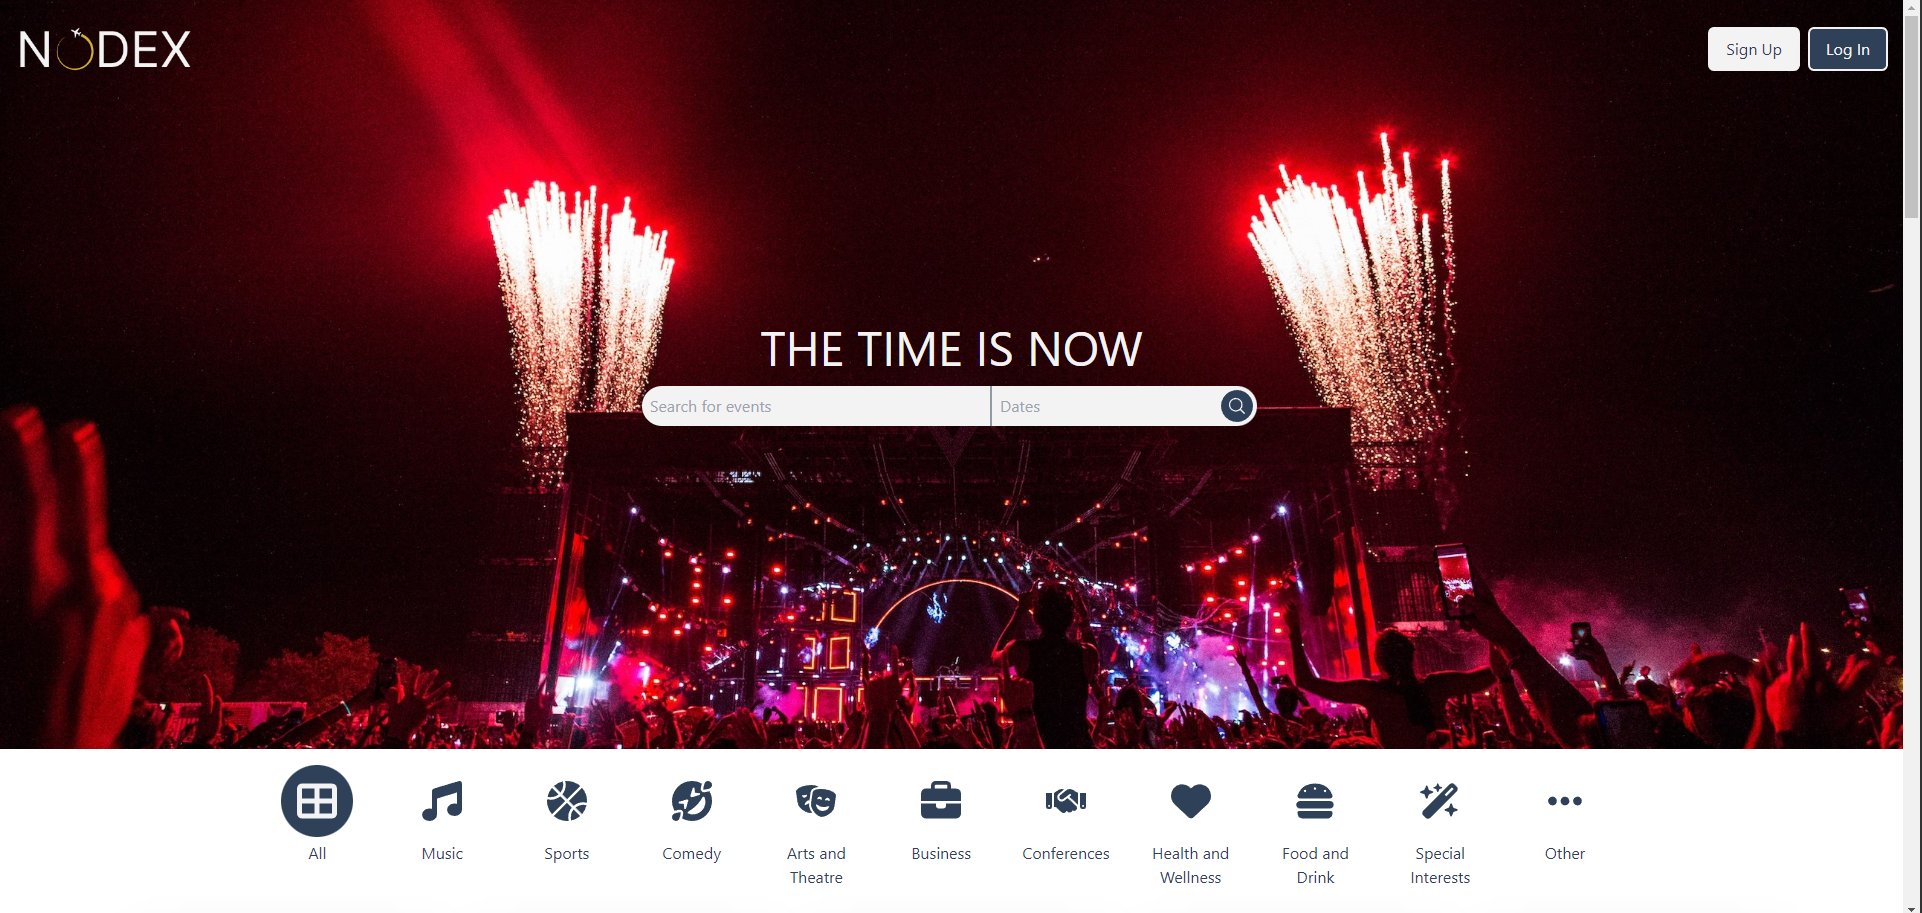 NODEX
Sign Up
Log In
THE TIME IS NOW
Search for events
Dates
All
Music
Sports
Comedy
Arts and
Theatre
Business
Conferences
Health and
Wellness
Food and
Drink
Special
Interests
Other